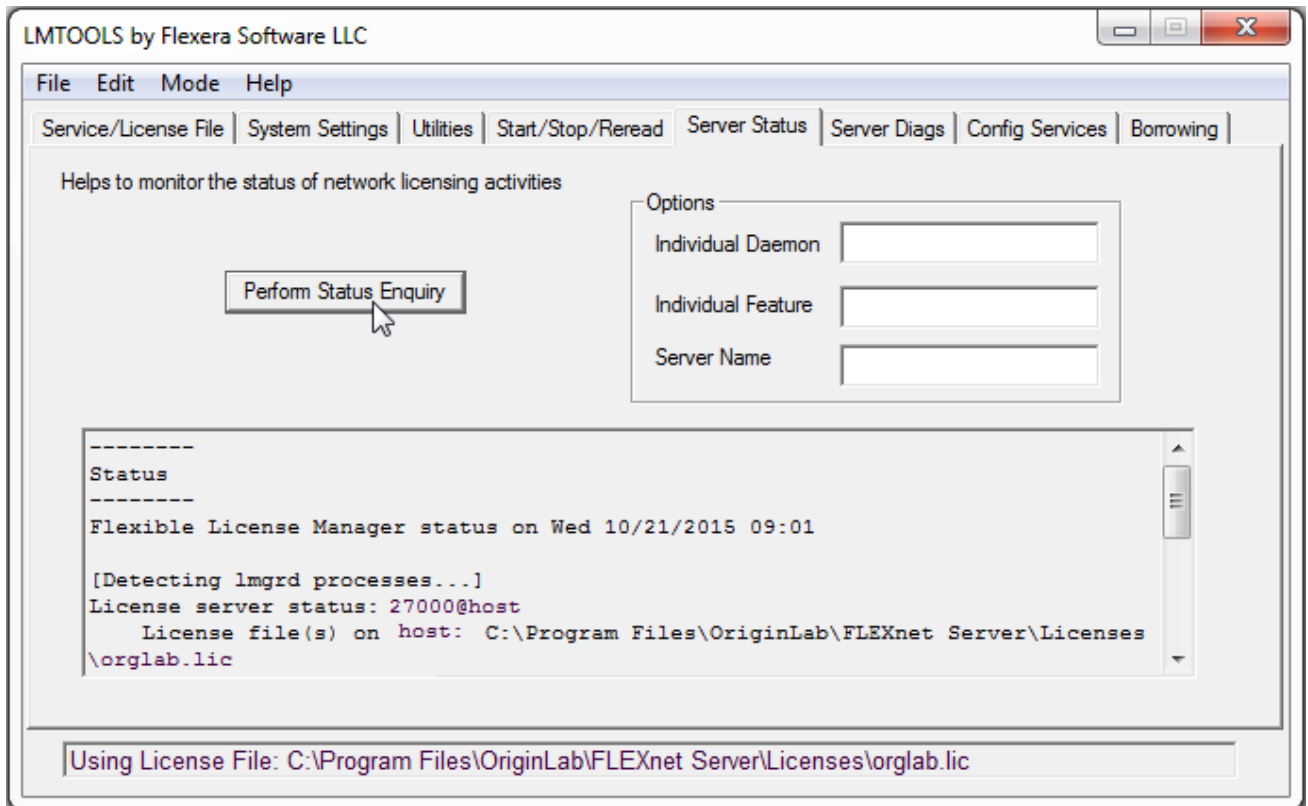 LMTOOLS by Flexera Software LLC
File Edit Mode Help
Service/License File System Settings Utilities Start/Stop/Reread Server Status Server Diags Config Services Borrowing
Helps to monitor the status of network licensing activities
Options
Individual Daemon
Perform Status Enquiry
Individual Feature
Server Name
--------
Status
--------
Flexible License Manager status on Wed 10/21/2015 09:01
[Detecting lmgrd processes...]
License server status: 27000@host
License file(s) on host: C:\Program Files\OriginLab\FLEXnet Server\Licenses
\orglab.lic
Using License File: C:\Program Files\OriginLab\FLEXnet Server\Licenses\orglab.lic